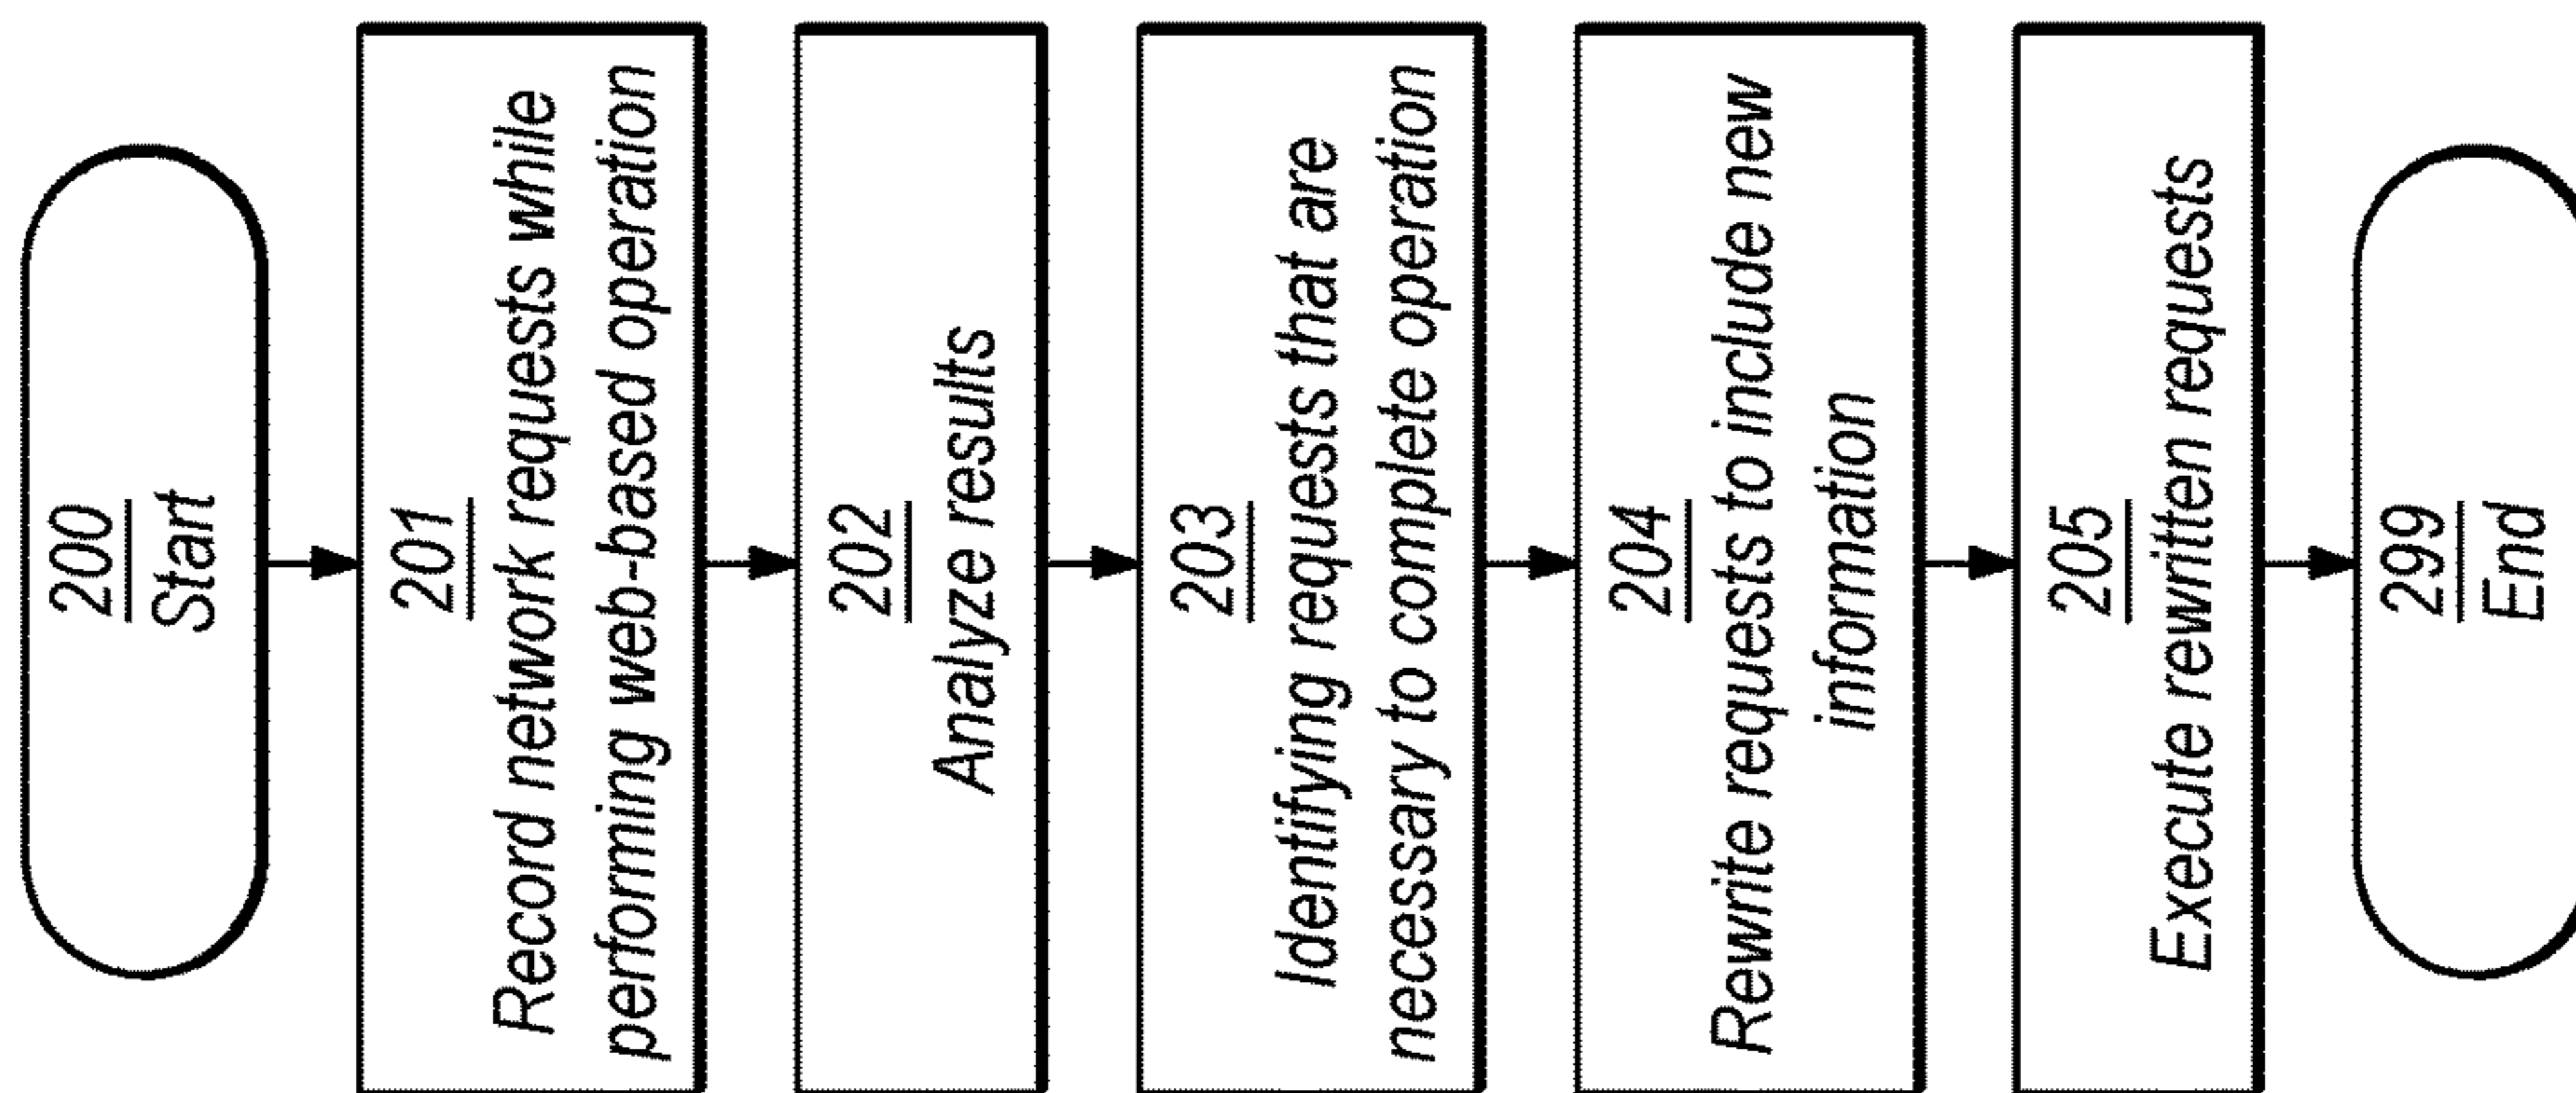 200
Start
201
Record network requests while
performing web-based operation
202
Analyze results
203
Identifying requests that are
necessary to complete operation
204
Rewrite requests to include new
information
205
Execute rewritten requests
299
End